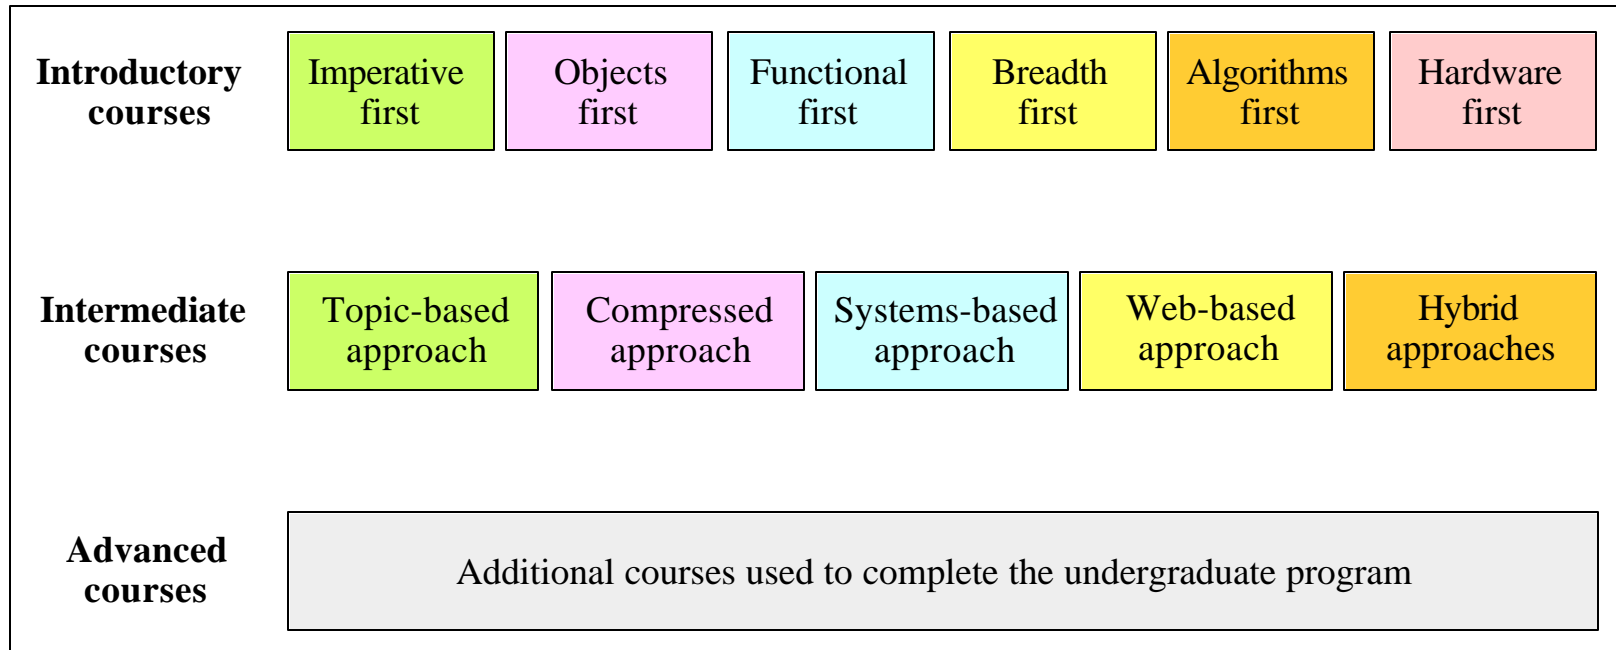 Introductory
courses
Imperative
first
Objects
first
Functional
first
Breadth
first
Algorithms
first
Hardware
first
Intermediate
courses
Topic-based
approach
Compressed
approach
Systems-based
approach
Web-based
approach
Hybrid
approaches
Advanced
courses
Additional courses used to complete the undergraduate program